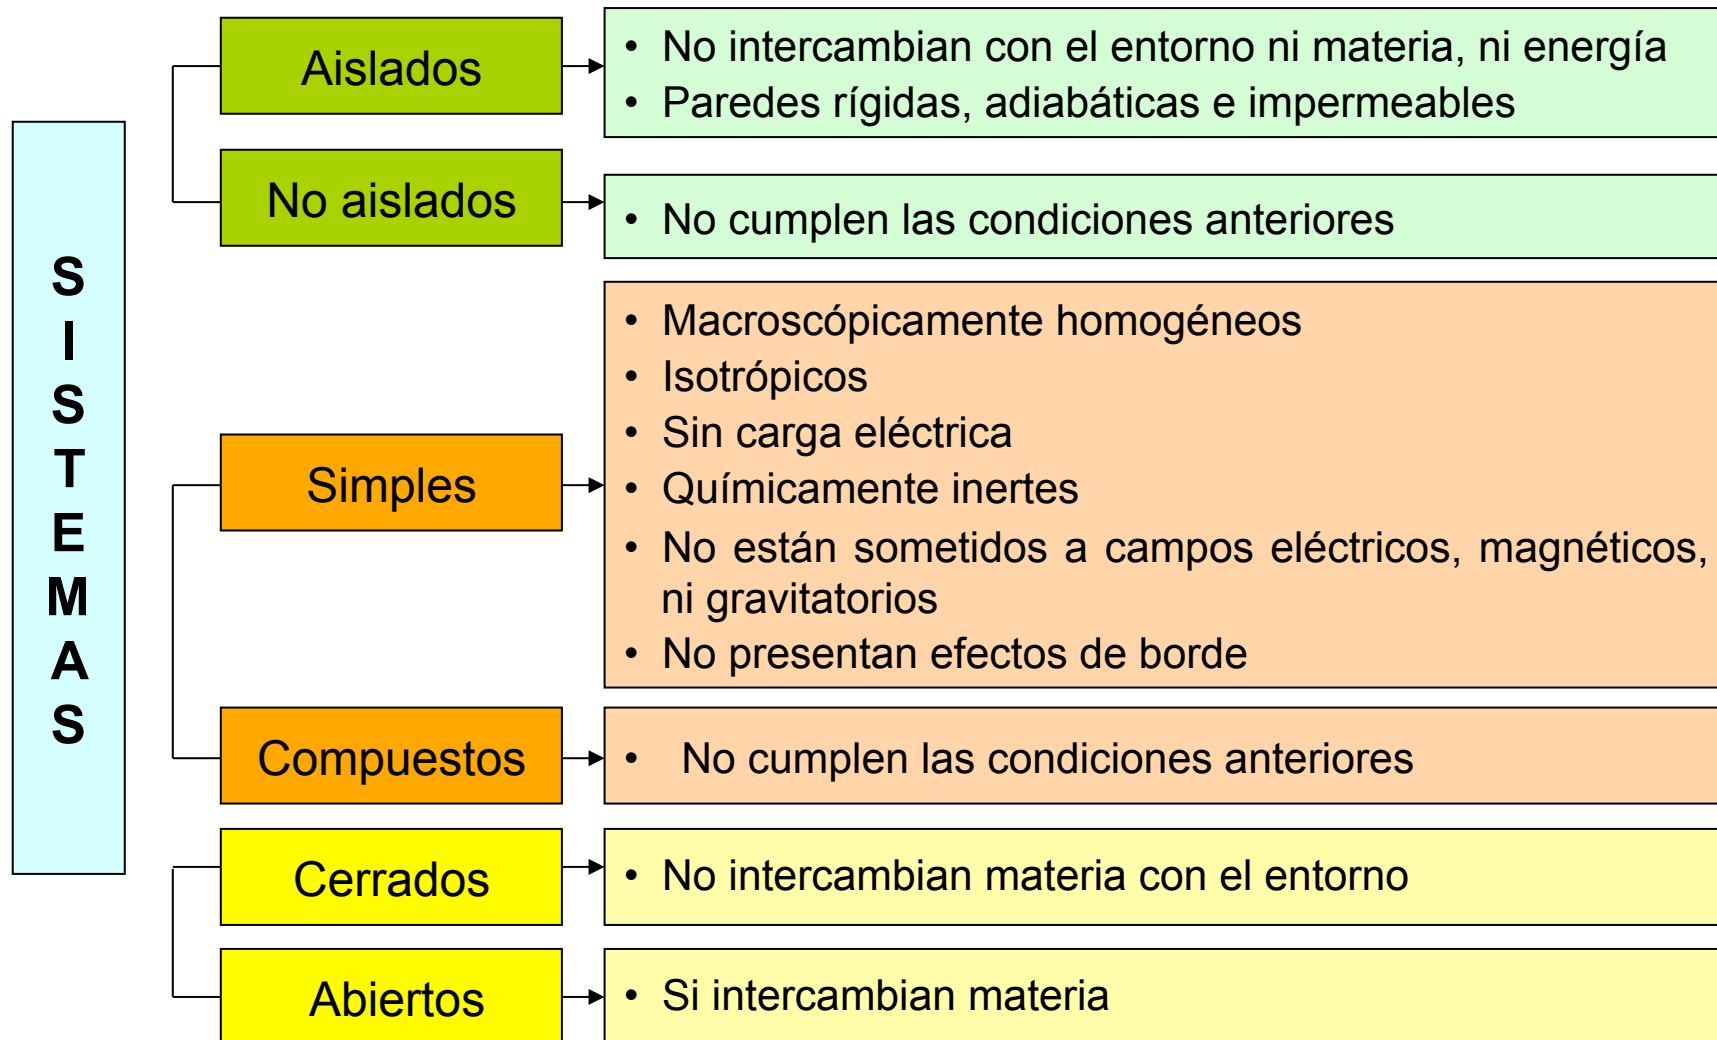 SISTEMAS
Aislados
• No intercambian con el entorno ni materia, ni energía
• Paredes rígidas, adiabáticas e impermeables
No aislados
• No cumplen las condiciones anteriores
Simples
• Macroscópicamente homogéneos
• Isotrópicos
• Sin carga eléctrica
• Químicamente inertes
• No están sometidos a campos eléctricos, magnéticos,
ni gravitatorios
• No presentan efectos de borde
Compuestos
• No cumplen las condiciones anteriores
Cerrados
• No intercambian materia con el entorno
Abiertos
• Si intercambian materia